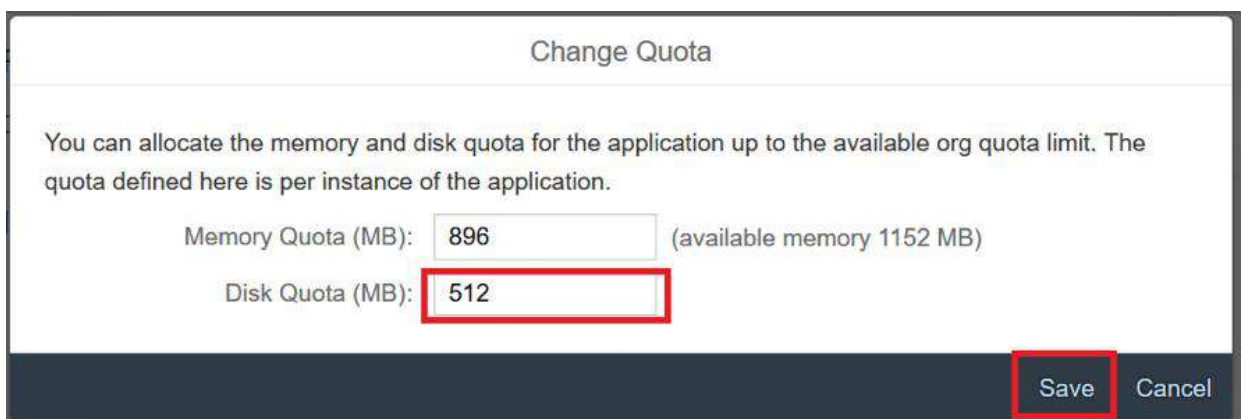 Change Quota
You can allocate the memory and disk quota for the application up to the available org quota limit. The
quota defined here is per instance of the application.
Memory Quota (MB): 896 (available memory 1152 MB)
Disk Quota (MB): 512
Save Cancel